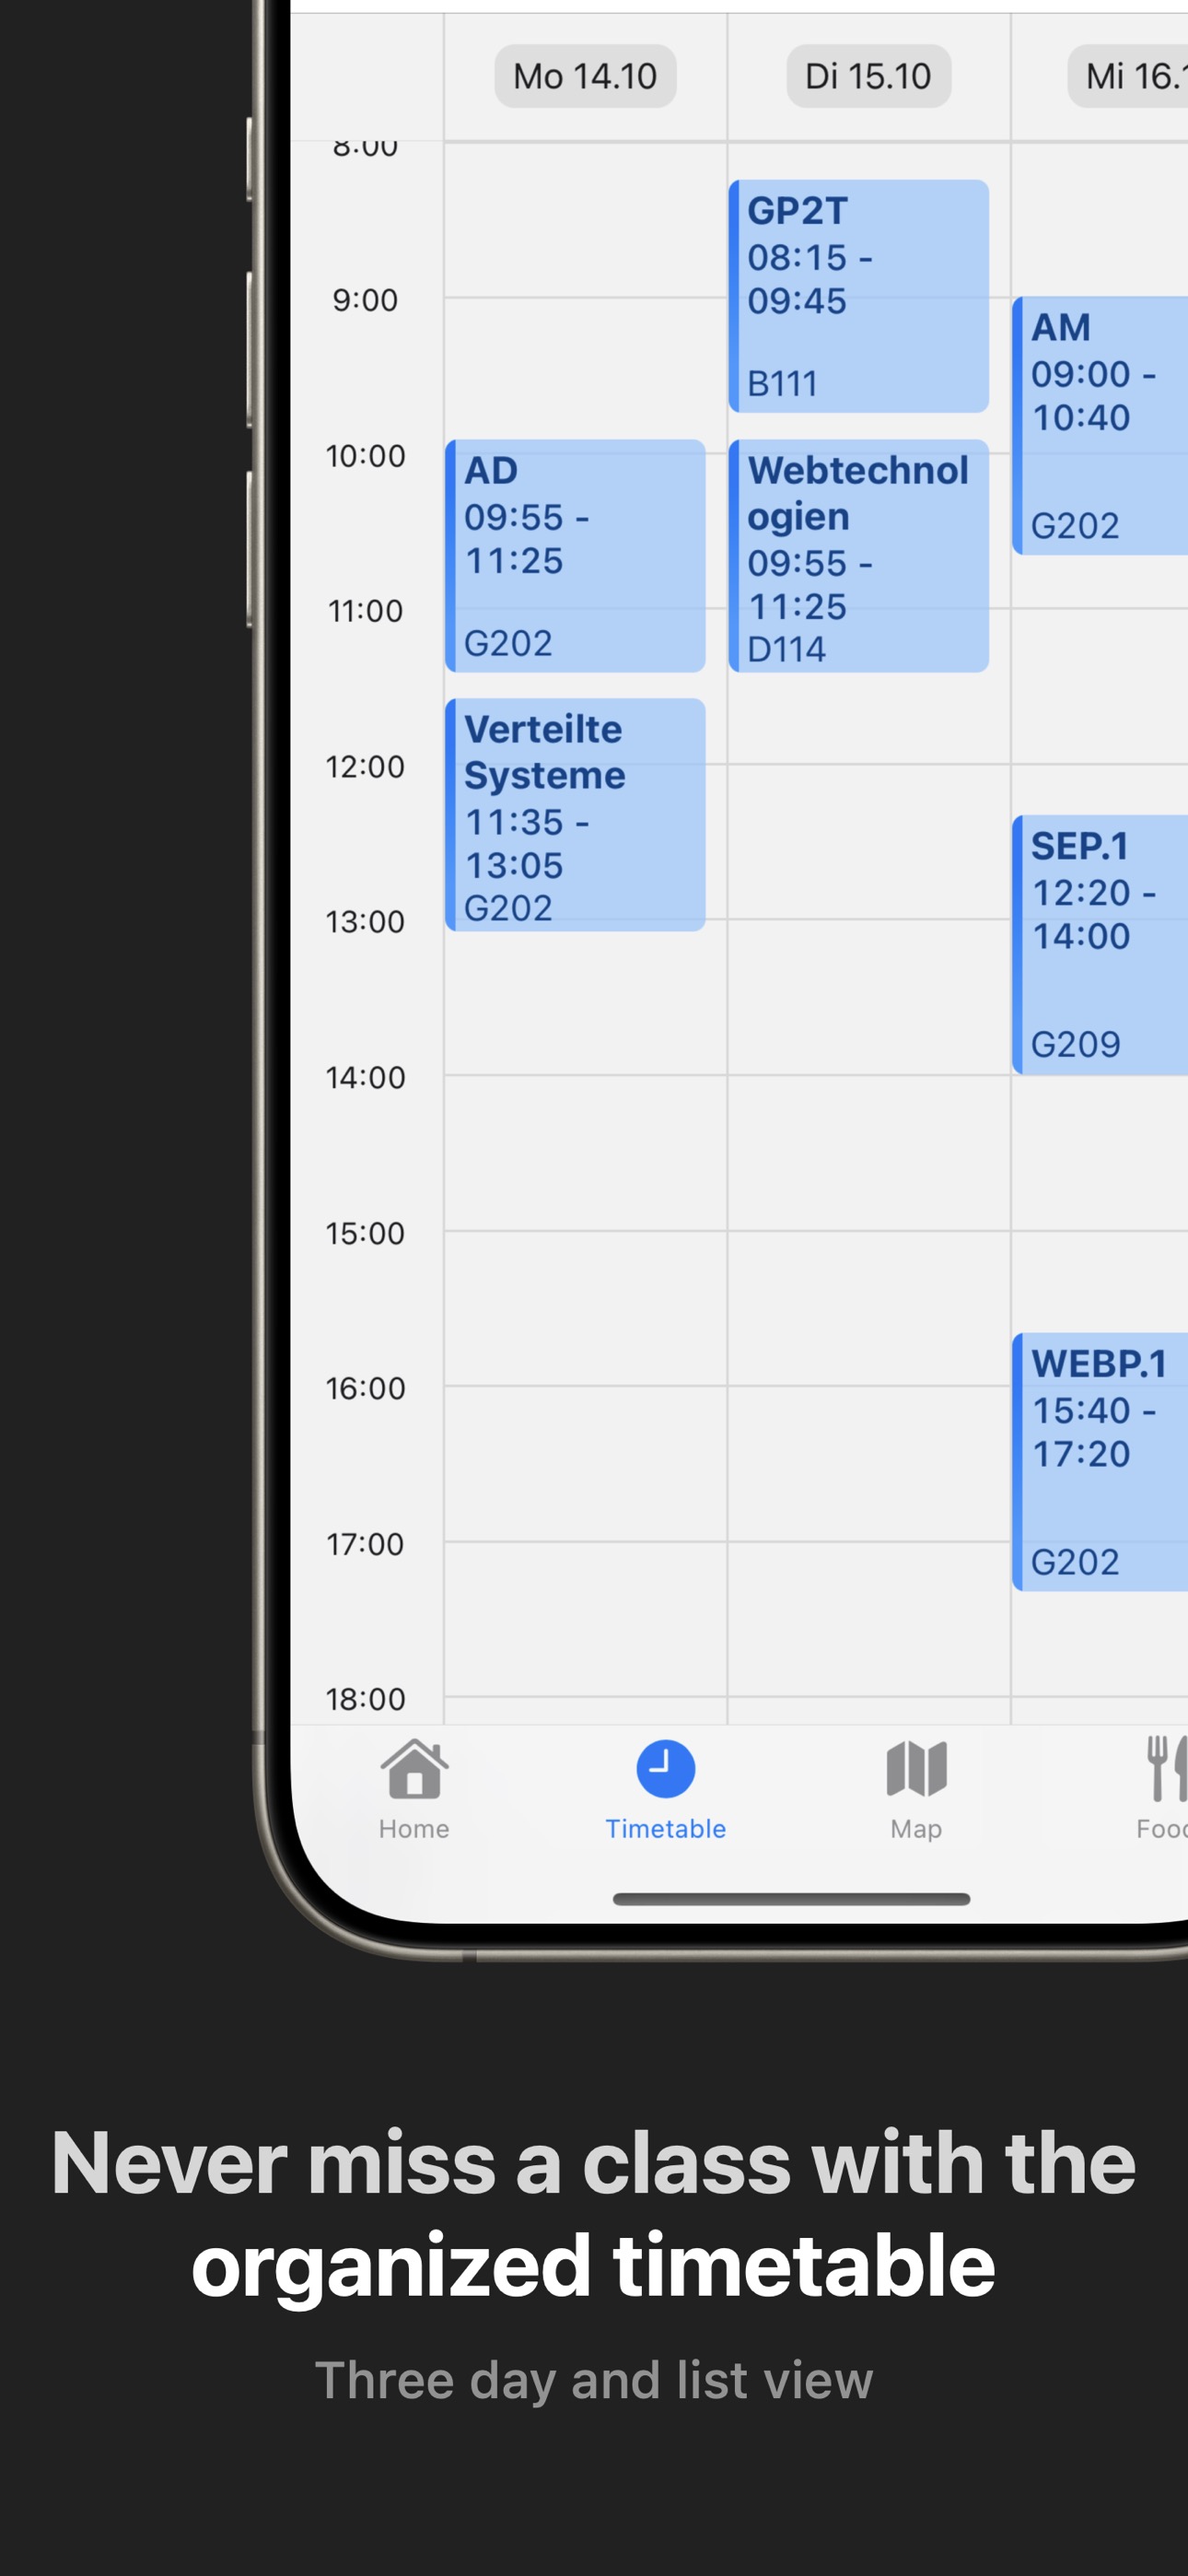 Mo 14.10
Di 15.10
Mi 16.1
8:00
9:00
10:00
11:00
12:00
13:00
14:00
15:00
16:00
17:00
18:00
AD
09:55 -
11:25
G202
Verteilte
Systeme
11:35 -
13:05
G202
GP2T
08:15 -
09:45
B111
Webtechnol
ogien
09:55 -
11:25
D114
AM
09:00 -
10:40
G202
SEP.1
12:20 -
14:00
G209
WEBP.1
15:40 -
17:20
G202
Home
Timetable
Map
Food
Never miss a class with the
organized timetable
Three day and list view